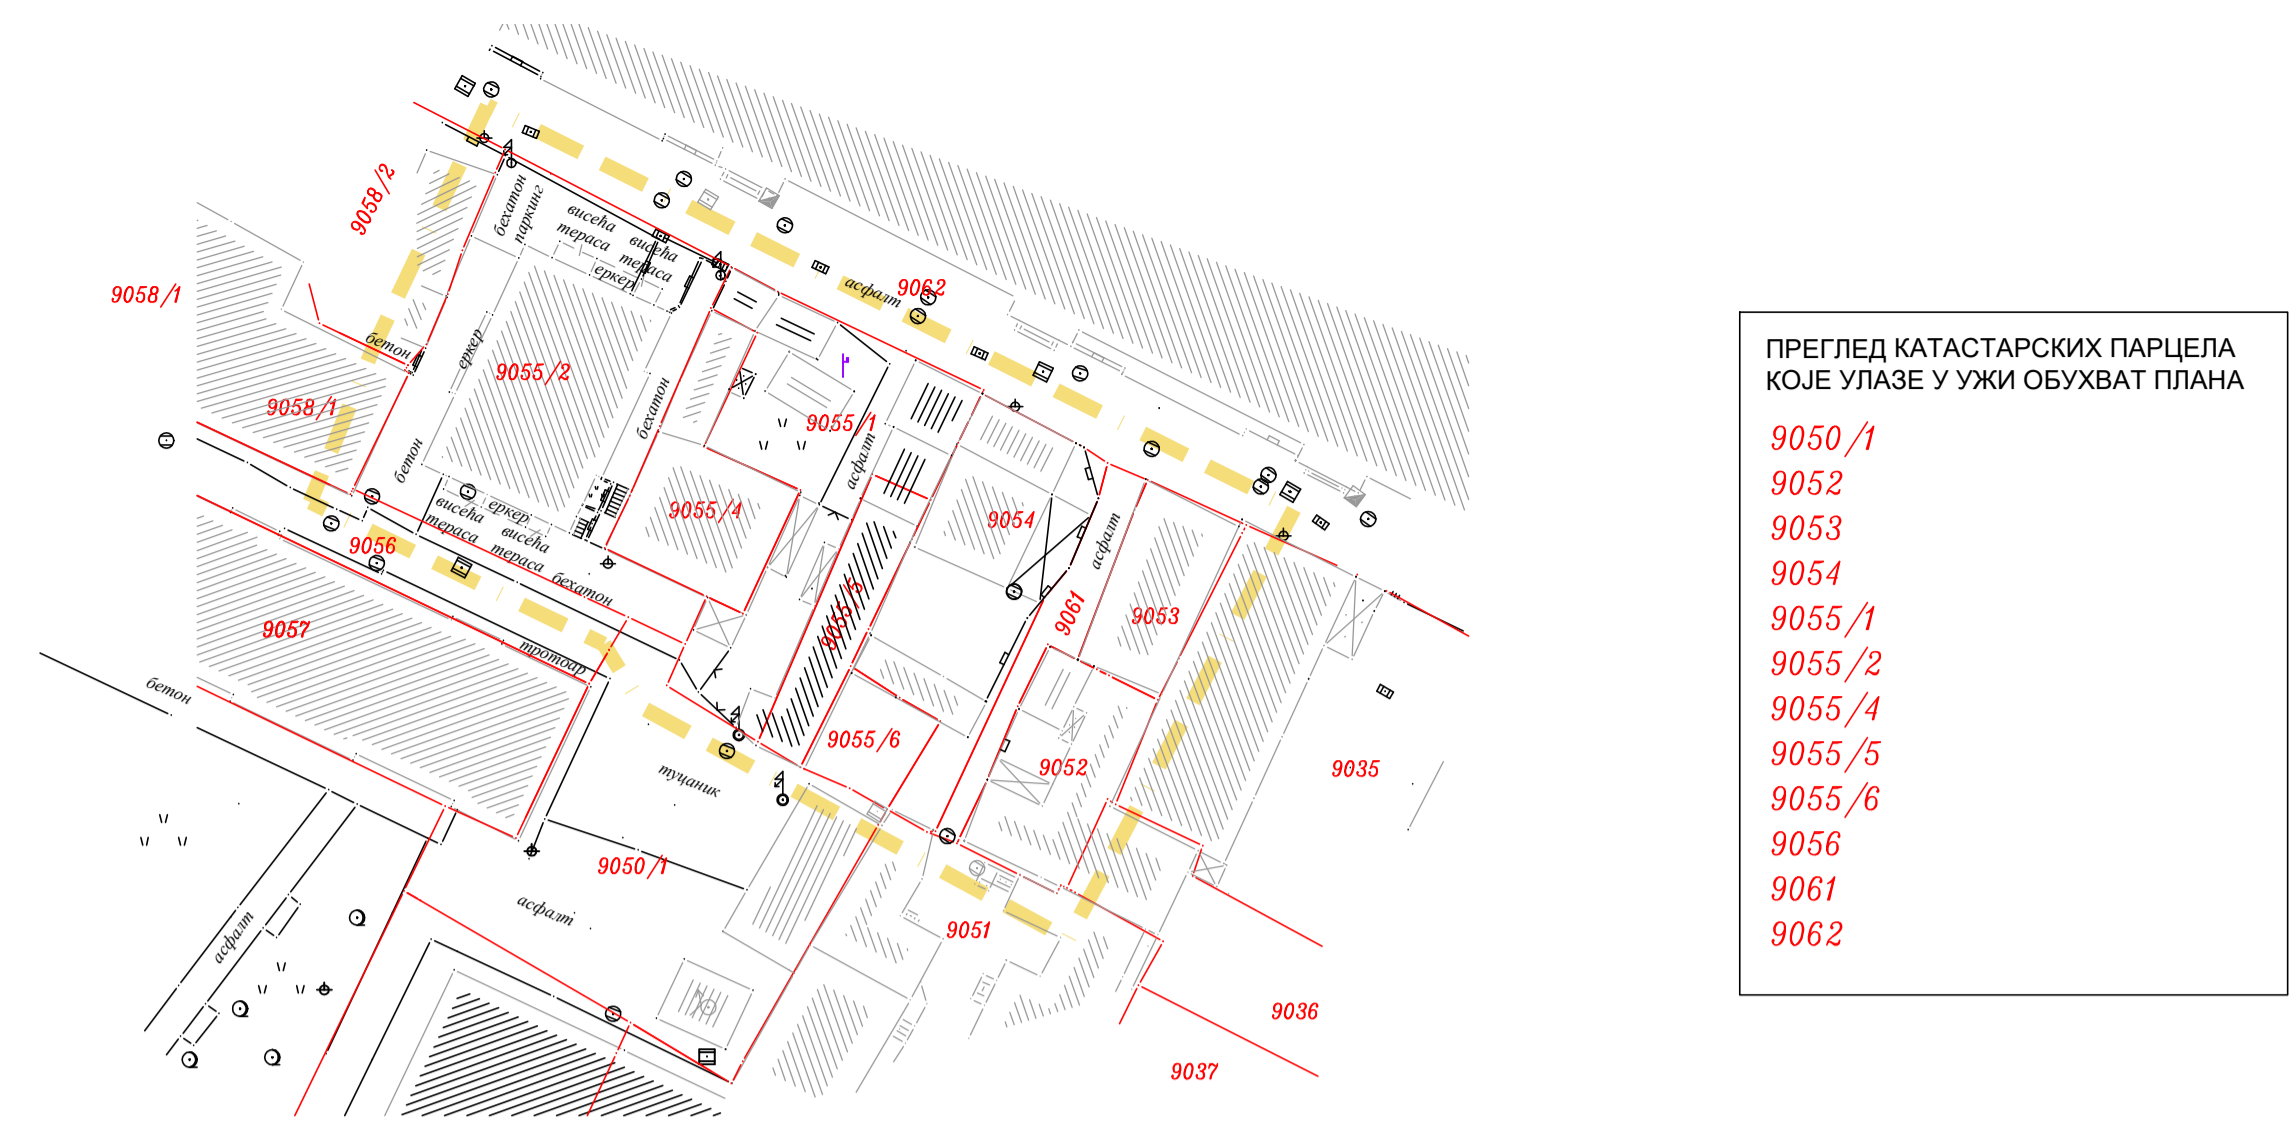 9058/2
бехатон
паркинг
висећа
тераса
висећа
тераса
еркер
9058/1
асфалт
9062
бетон
еркер
9055/2
9058/1
бехатон
9055/1
бетон
асфалт
висећа
тераса
еркер
висећа
тераса
бехатон
9055/4
9054
асфалт
9056
9055/5
9061
9053
9057
тротоар
бетон
туцаник
9055/6
9052
9035
9050/1
асфалт
асфалт
9051
9036
9037
ПРЕГЛЕД КАТАСТАРСКИХ ПАРЦЕЛА
КОЈЕ УЛАЗЕ У УЖИ ОБУХВАТ ПЛАНА
9050/1
9052
9053
9054
9055/1
9055/2
9055/4
9055/5
9055/6
9056
9061
9062